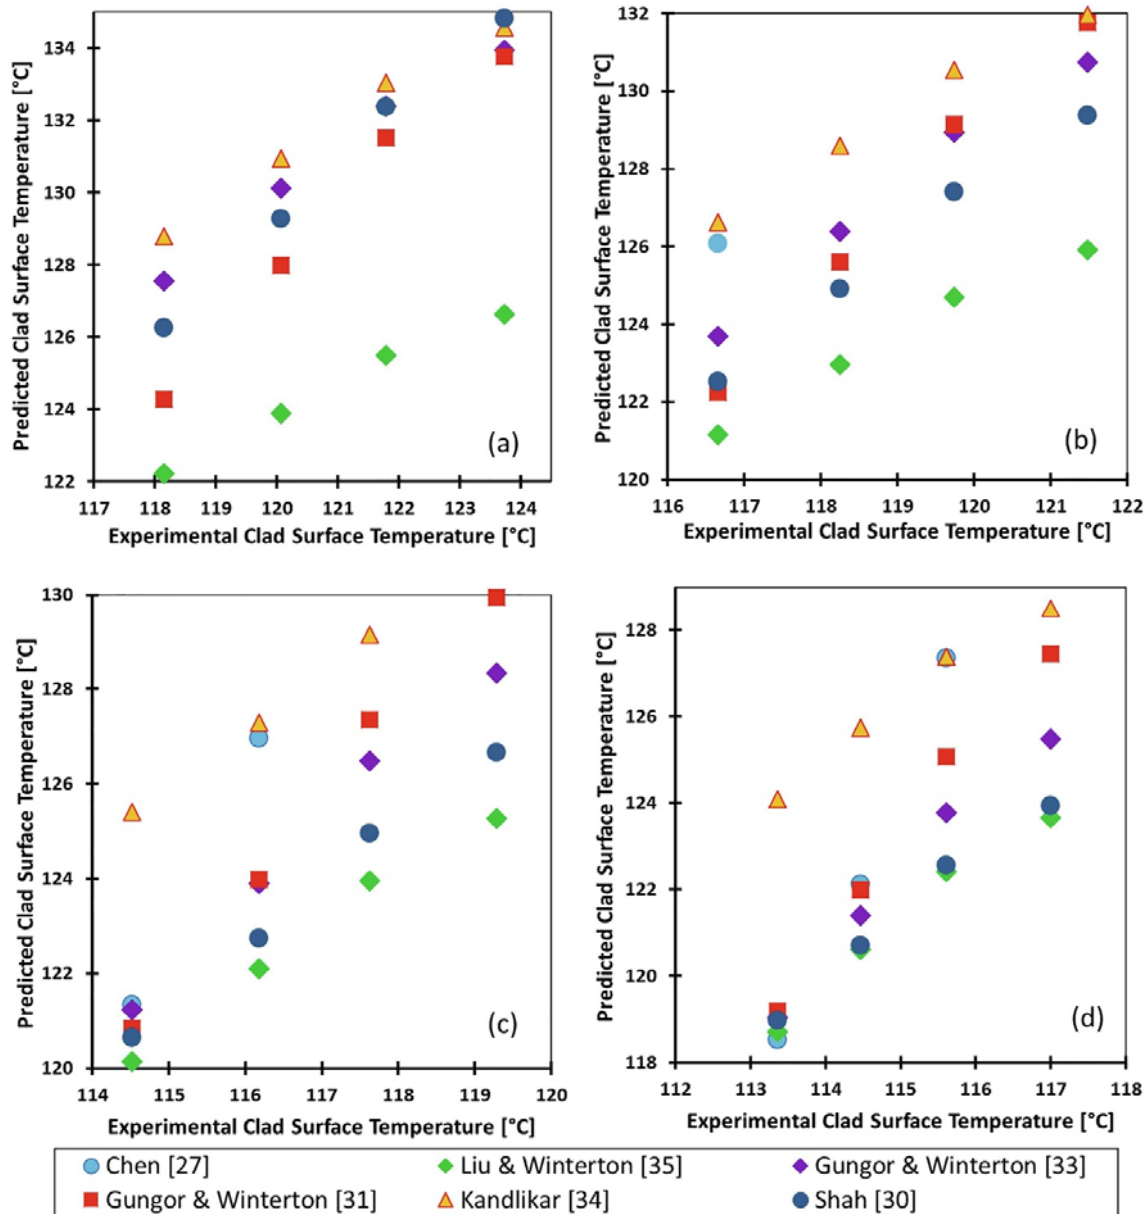 Predicted Clad Surface Temperature [°C]
134
132
130
128
126
124
122
117 118 119 120 121 122 123 124
Experimental Clad Surface Temperature [°C]
(a)
Predicted Clad Surface Temperature [°C]
132
130
128
126
124
122
120
116 117 118 119 120 121 122
Experimental Clad Surface Temperature [°C]
(b)
Predicted Clad Surface Temperature [°C]
130
128
126
124
122
120
114 115 116 117 118 119 120
Experimental Clad Surface Temperature [°C]
(c)
Predicted Clad Surface Temperature [°C]
128
126
124
122
120
118
112 113 114 115 116 117 118
Experimental Clad Surface Temperature [°C]
(d)
Chen [27] Liu & Winterton [35] Gungor & Winterton [33]
Gungor & Winterton [31] Kandlikar [34] Shah [30]